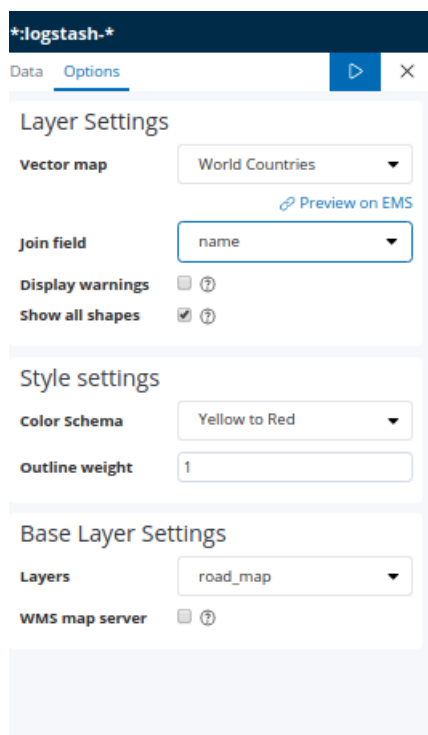 *:logstash-*
Data Options
Layer Settings
Vector map World Countries
Preview on EMS
Join field name
Display warnings
Show all shapes
Style settings
Color Schema Yellow to Red
Outline weight 1
Base Layer Settings
Layers road_map
WMS map server